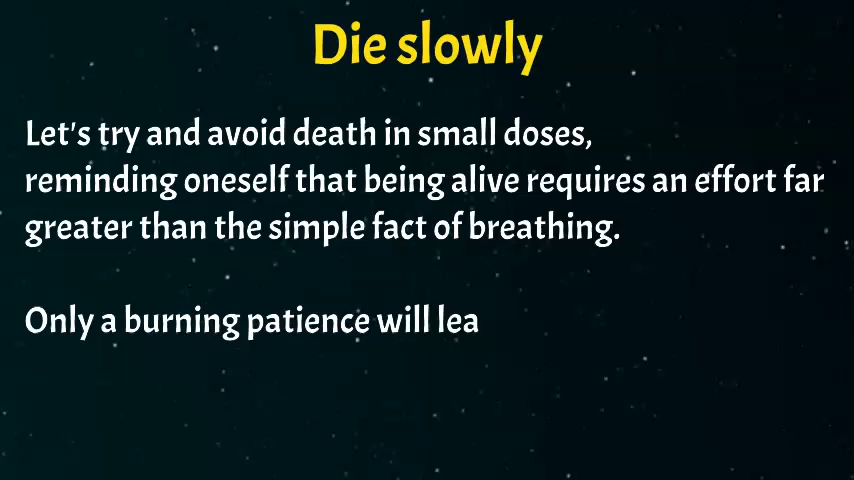 Die slowly
Let's try and avoid death in small doses,
reminding oneself that being alive requires an effort far
greater than the simple fact of breathing.
Only a burning patience will lea